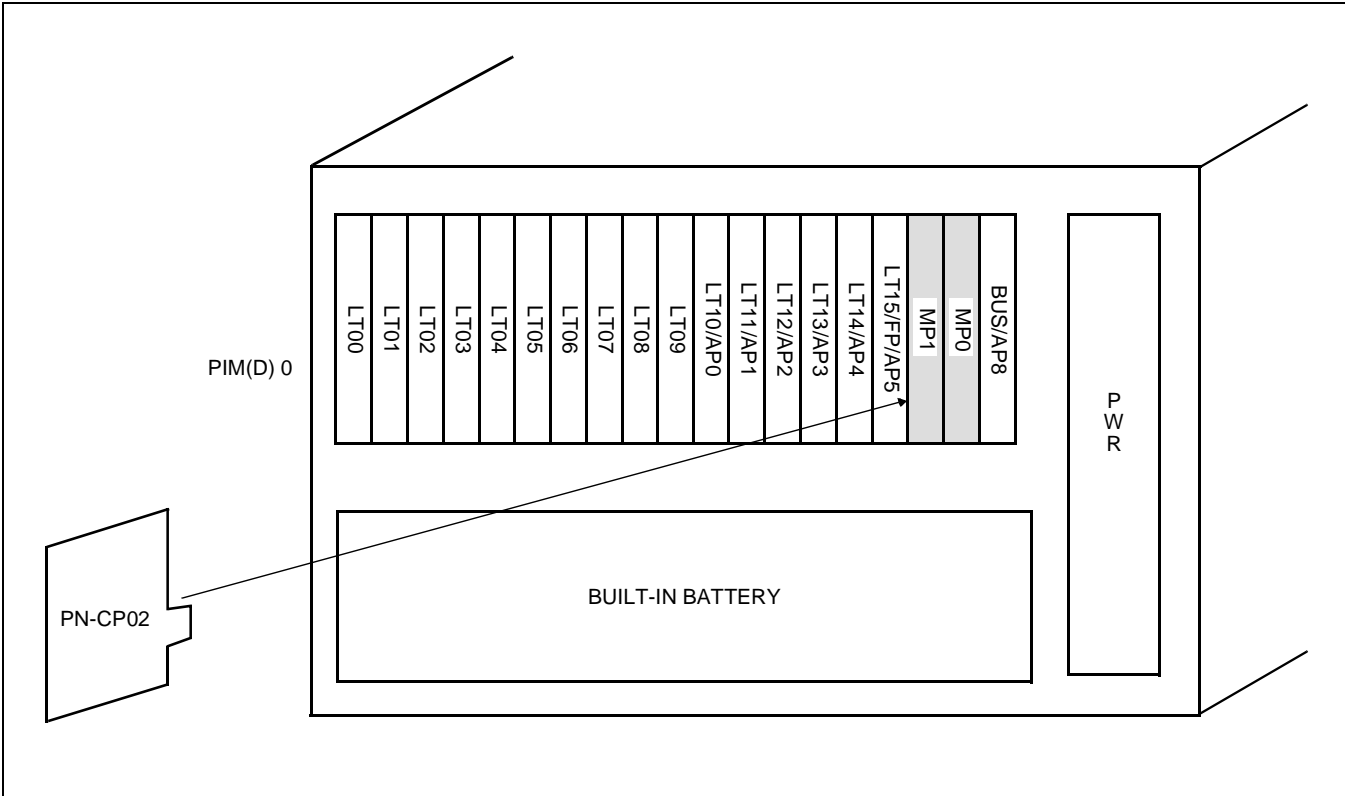 PIM(D) 0
LT00
LT01
LT02
LT03
LT04
LT05
LT06
LT07
LT08
LT09
LT10/AP0
LT11/AP1
LT12/AP2
LT13/AP3
LT14/AP4
LT15/FP/AP5
MP1
MP0
BUS/AP8
PWR
PN-CP02
BUILT-IN BATTERY